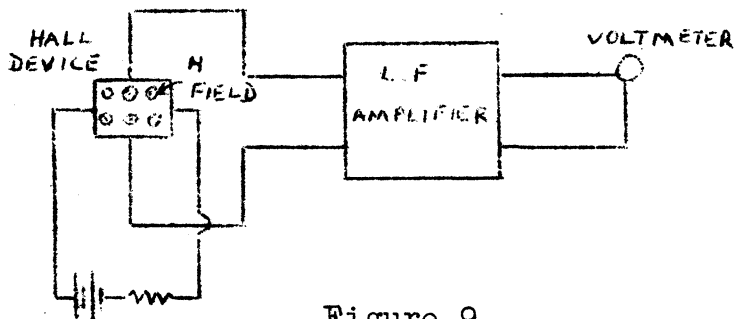 HALL
DEVICE
H
FIELD
L F
AMPLIFIER
VOLTMETER
Figure 9